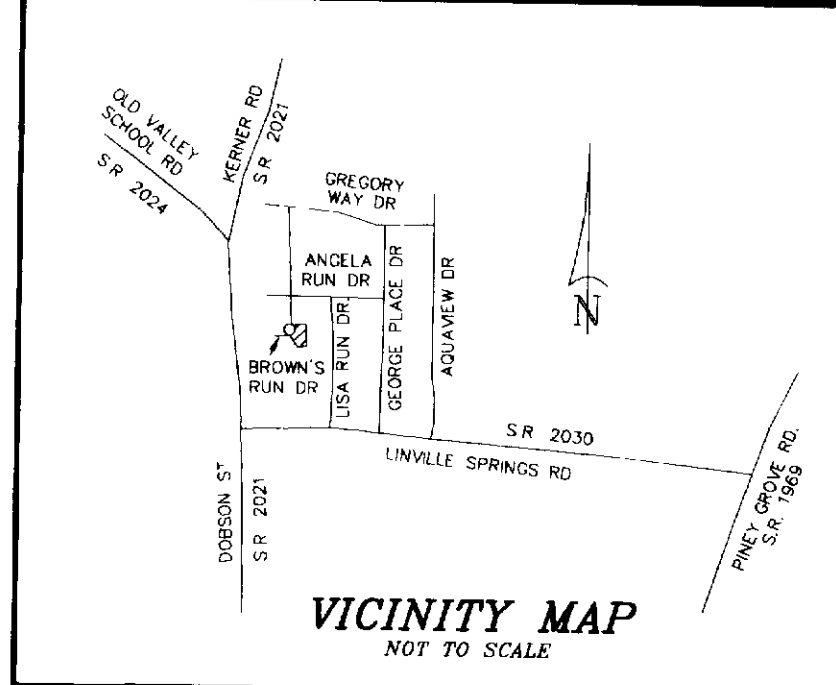 OLD VALLEY
SCHOOL RD
S R 2024
KERNER RD
S R 2021
GREGORY
WAY DR
ANGELA
RUN DR
BROWN'S
RUN DR
LISA RUN DR.
GEORGE PLACE DR
AQUAVIEW DR
N
S R 2030
LINVILLE SPRINGS RD
DOBSON ST
S R 2021
PINEY GROVE RD.
S.R. 1969
VICINITY MAP
NOT TO SCALE